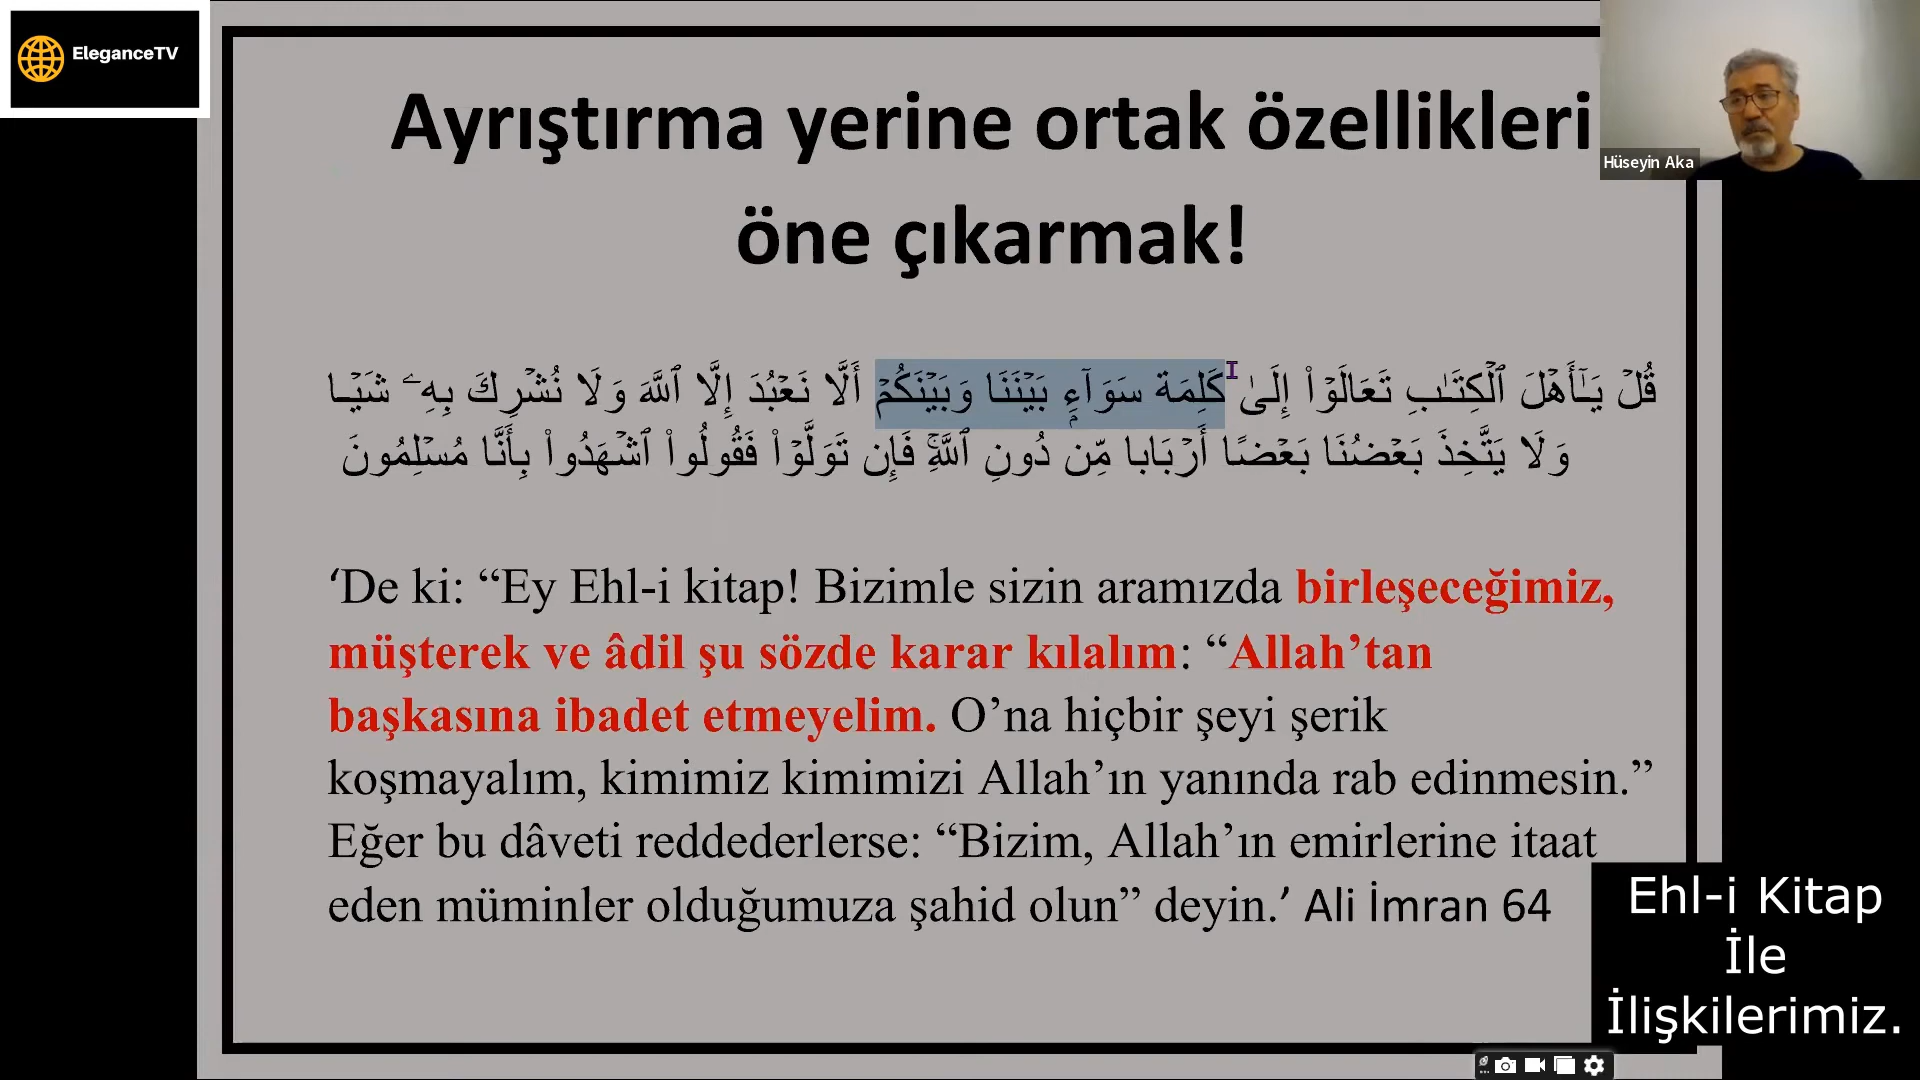 EleganceTV
Ayrıştırma yerine ortak özellikleri
öne çıkarmak!
Hüseyin Aka
قُلۡ يَـٰۤأَهۡلَ ٱلۡكِتَـٰبِ تَعَالَوۡا۟ إِلَىٰ كَلِمَة سَوَاۤءِۭ بَیۡنَنَا وَبَیۡنَكُمۡ أَلَّا نَعۡبُدَ إِلَّا ٱللَّهَ وَلَا نُشۡرِكَ بِهِۦ شَیۡـا
وَلَا یَتَّخِذَ بَعۡضُنَا بَعۡضًا أَرۡبَابا مِّن دُونِ ٱللَّهِۚ فَإِن تَوَلَّوۡا۟ فَقُولُوا۟ ٱشۡهَدُوا۟ بِأَنَّا مُسۡلِمُونَ
‘De ki: “Ey Ehl-i kitap! Bizimle sizin aramızda birleşeceğimiz,
müşterek ve âdil şu sözde karar kılalım: “Allah’tan
başkasına ibadet etmeyelim. O’na hiçbir şeyi şerik
koşmayalım, kimimiz kimimizi Allah’ın yanında rab edinmesin.”
Eğer bu dâveti reddederlerse: “Bizim, Allah’ın emirlerine itaat
eden müminler olduğumuza şahid olun” deyin.’ Ali İmran 64
Ehl-i Kitap
İle
İlişkilerimiz.